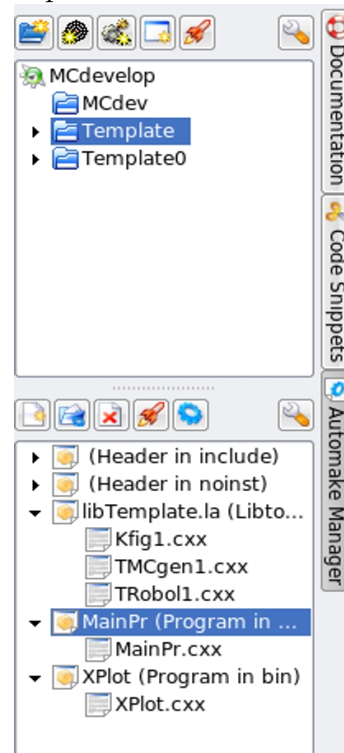 MCdevelop
MCdev
Template
Template0
(Header in include)
(Header in noinst)
libTemplate.la (Libto...
Kfig1.cxx
TMCgen1.cxx
TRobol1.cxx
MainPr (Program in ...
MainPr.cxx
XPlot (Program in bin)
XPlot.cxx
Documentation
Code Snippets
Automake Manager